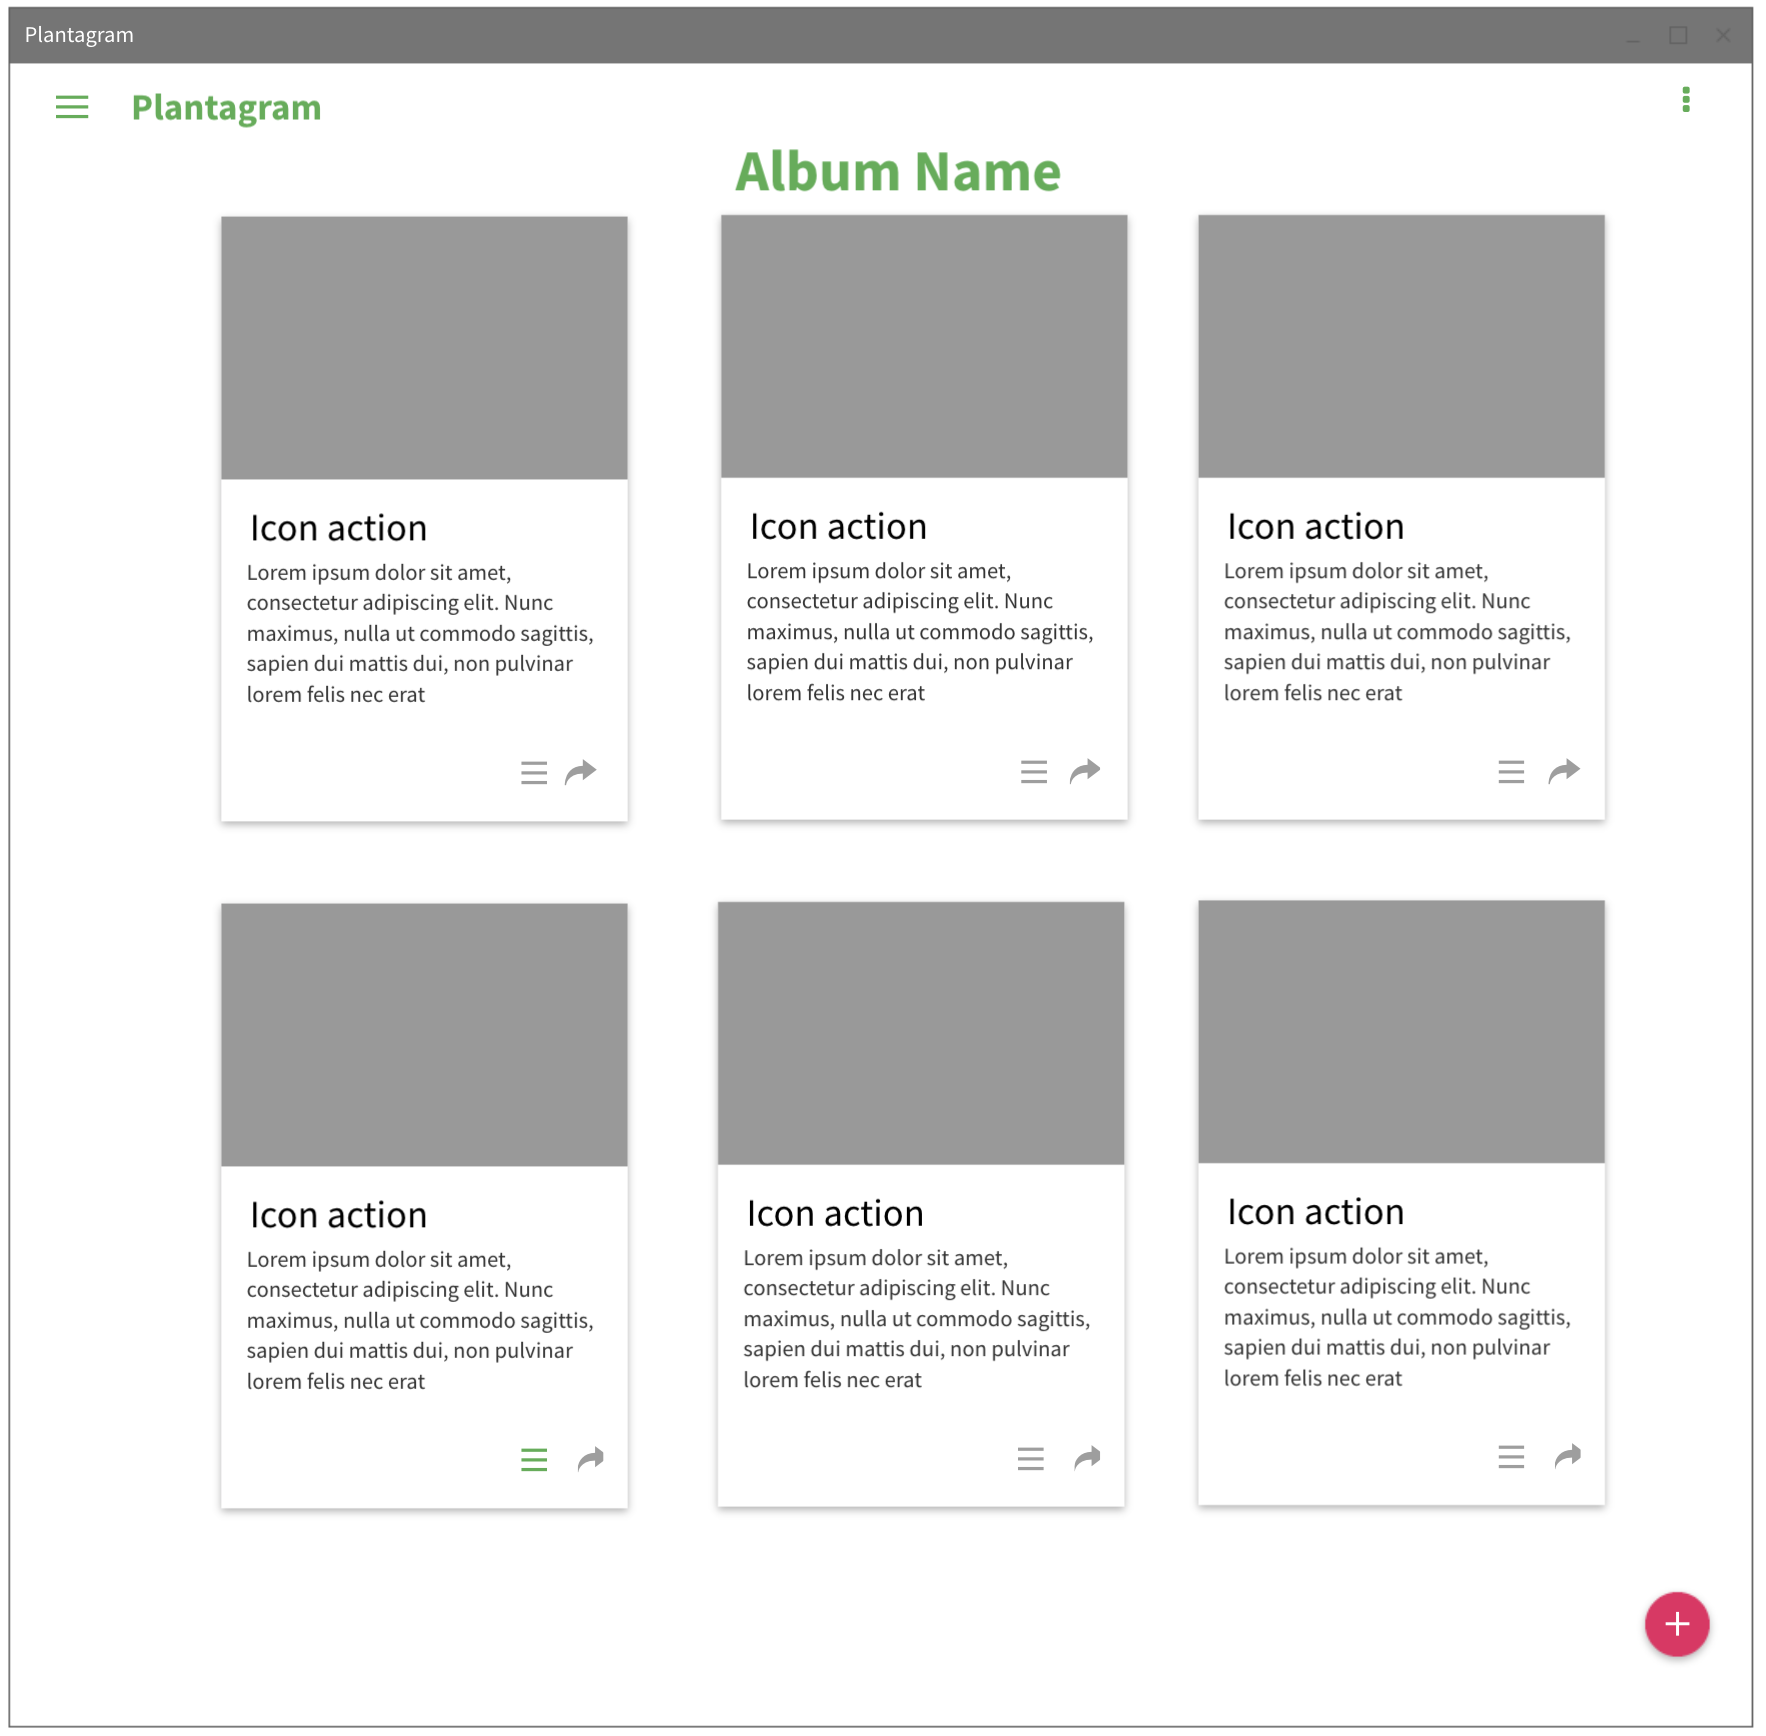 Plantagram
Plantagram
Album Name
Icon action
Lorem ipsum dolor sit amet,
consectetur adipiscing elit. Nunc
maximus, nulla ut commodo sagittis,
sapien dui mattis dui, non pulvinar
lorem felis nec erat
Icon action
Lorem ipsum dolor sit amet,
consectetur adipiscing elit. Nunc
maximus, nulla ut commodo sagittis,
sapien dui mattis dui, non pulvinar
lorem felis nec erat
Icon action
Lorem ipsum dolor sit amet,
consectetur adipiscing elit. Nunc
maximus, nulla ut commodo sagittis,
sapien dui mattis dui, non pulvinar
lorem felis nec erat
Icon action
Lorem ipsum dolor sit amet,
consectetur adipiscing elit. Nunc
maximus, nulla ut commodo sagittis,
sapien dui mattis dui, non pulvinar
lorem felis nec erat
Icon action
Lorem ipsum dolor sit amet,
consectetur adipiscing elit. Nunc
maximus, nulla ut commodo sagittis,
sapien dui mattis dui, non pulvinar
lorem felis nec erat
Icon action
Lorem ipsum dolor sit amet,
consectetur adipiscing elit. Nunc
maximus, nulla ut commodo sagittis,
sapien dui mattis dui, non pulvinar
lorem felis nec erat